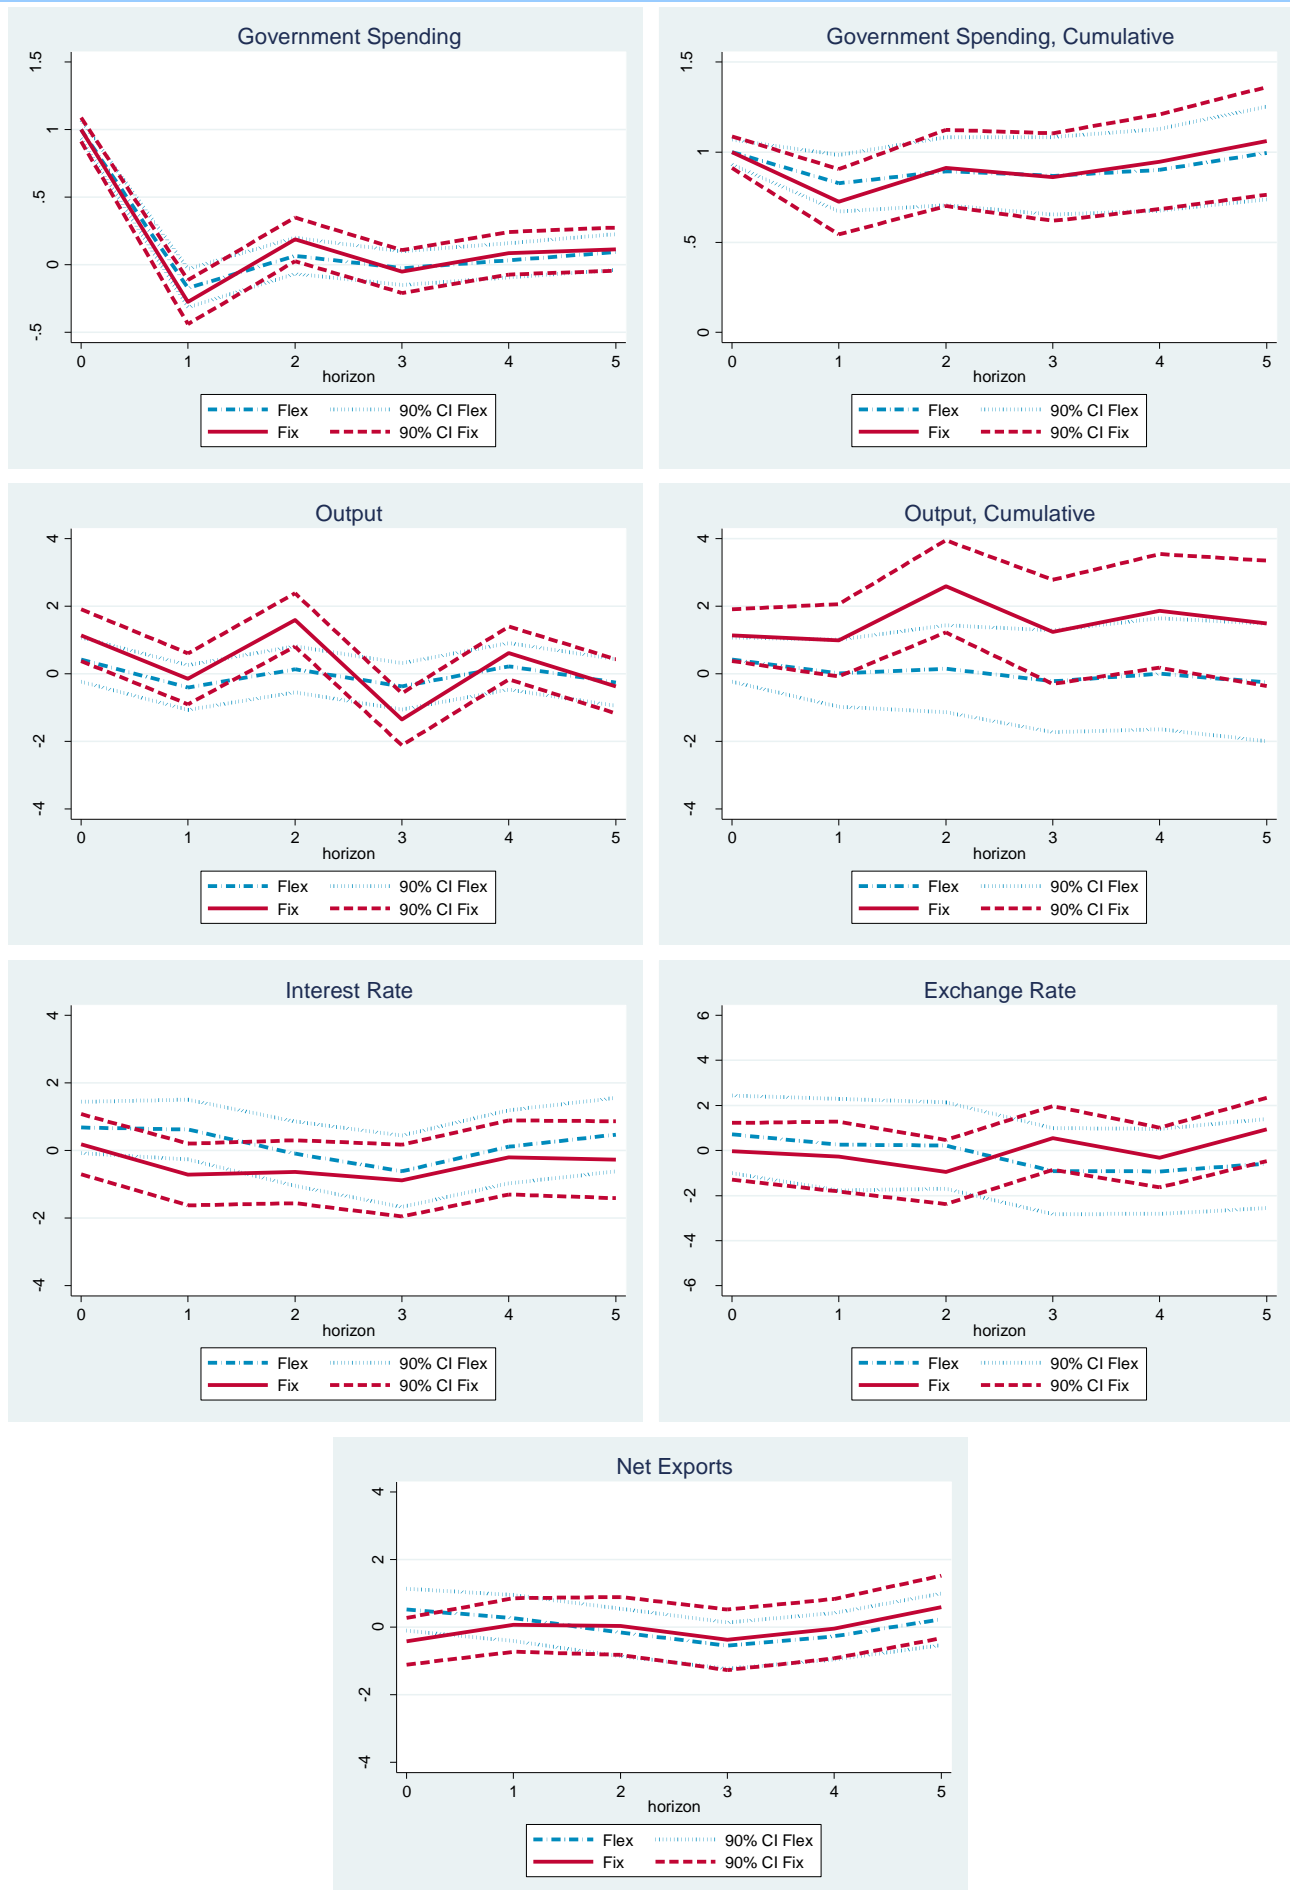 Government Spending
1.5
1
.5
0
-.5
0 1 2 3 4 5
horizon
Flex 90% CI Flex
Fix 90% CI Fix
Government Spending, Cumulative
1.5
1
.5
0
0 1 2 3 4 5
horizon
Flex 90% CI Flex
Fix 90% CI Fix
Output
4
2
0
-2
-4
0 1 2 3 4 5
horizon
Flex 90% CI Flex
Fix 90% CI Fix
Output, Cumulative
4
2
0
-2
-4
0 1 2 3 4 5
horizon
Flex 90% CI Flex
Fix 90% CI Fix
Interest Rate
4
2
0
-2
-4
0 1 2 3 4 5
horizon
Flex 90% CI Flex
Fix 90% CI Fix
Exchange Rate
6
4
2
0
-2
-4
-6
0 1 2 3 4 5
horizon
Flex 90% CI Flex
Fix 90% CI Fix
Net Exports
4
2
0
-2
-4
0 1 2 3 4 5
horizon
Flex 90% CI Flex
Fix 90% CI Fix